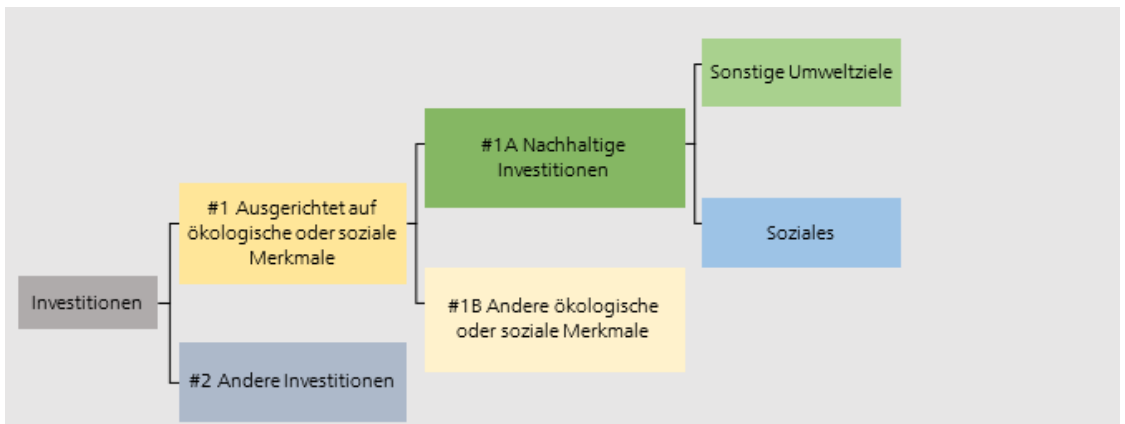 Sonstige Umweltziele
#1A Nachhaltige
Investitionen
#1 Ausgerichtet auf
ökologische oder soziale
Merkmale
Soziales
Investitionen
#1B Andere ökologische
oder soziale Merkmale
#2 Andere Investitionen